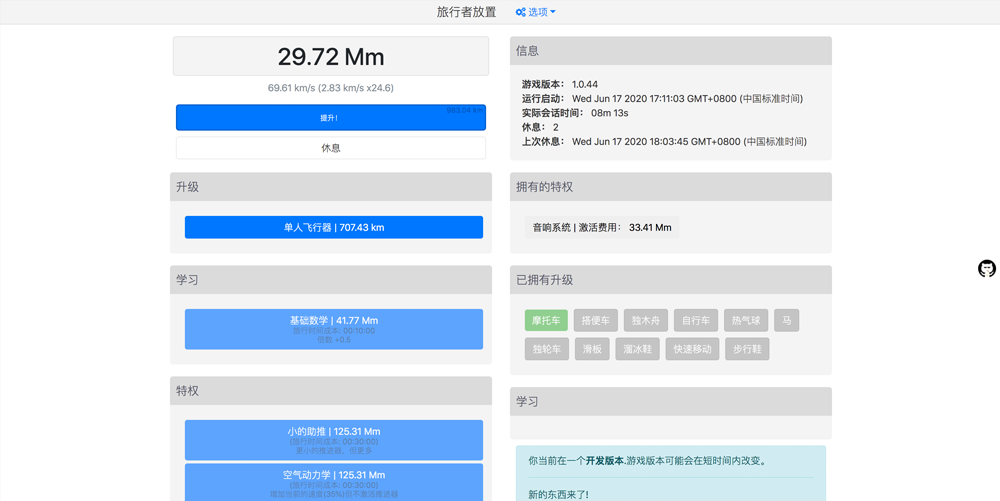 旅行者放置
选项
29.72 Mm
69.61 km/s (2.83 km/s x24.6)
提升!
983.04 km
休息
升级
单人飞行器 | 707.43 km
学习
基础数学 | 41.77 Mm
(旅行时间成本: 00:10:00)
倍数 +0.5
特权
小的助推 | 125.31 Mm
(旅行时间成本: 00:30:00)
更小的推进器，但更多
空气动力学 | 125.31 Mm
(旅行时间成本: 00:30:00)
增加当前的速度(35%)但不激活推进器
信息
游戏版本： 1.0.44
运行启动： Wed Jun 17 2020 17:11:03 GMT+0800 (中国标准时间)
实际会话时间： 08m 13s
休息： 2
上次休息： Wed Jun 17 2020 18:03:45 GMT+0800 (中国标准时间)
拥有的特权
音响系统 | 激活费用： 33.41 Mm
已拥有升级
摩托车 搭便车 独木舟 自行车 热气球 马
独轮车 滑板 溜冰鞋 快速移动 步行鞋
学习
你当前在一个开发版本.游戏版本可能会在短时间内改变。
新的东西来了!